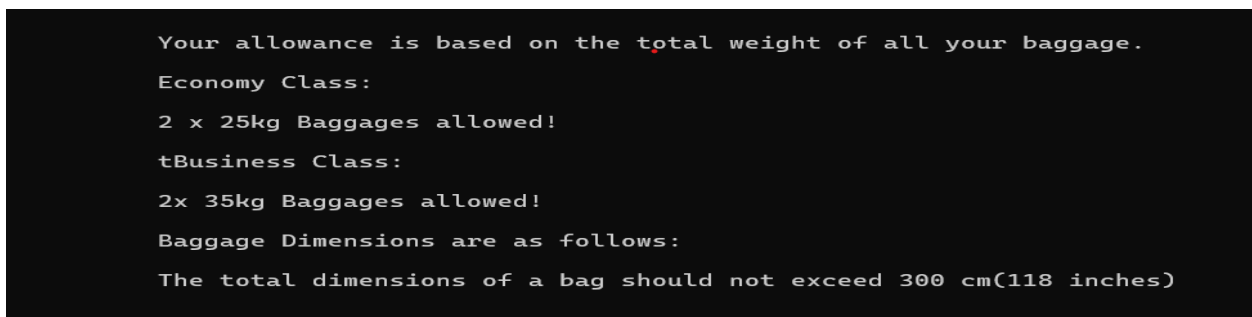 Your allowance is based on the total weight of all your baggage.
Economy Class:
2 x 25kg Baggages allowed!
tBusiness Class:
2x 35kg Baggages allowed!
Baggage Dimensions are as follows:
The total dimensions of a bag should not exceed 300 cm(118 inches)